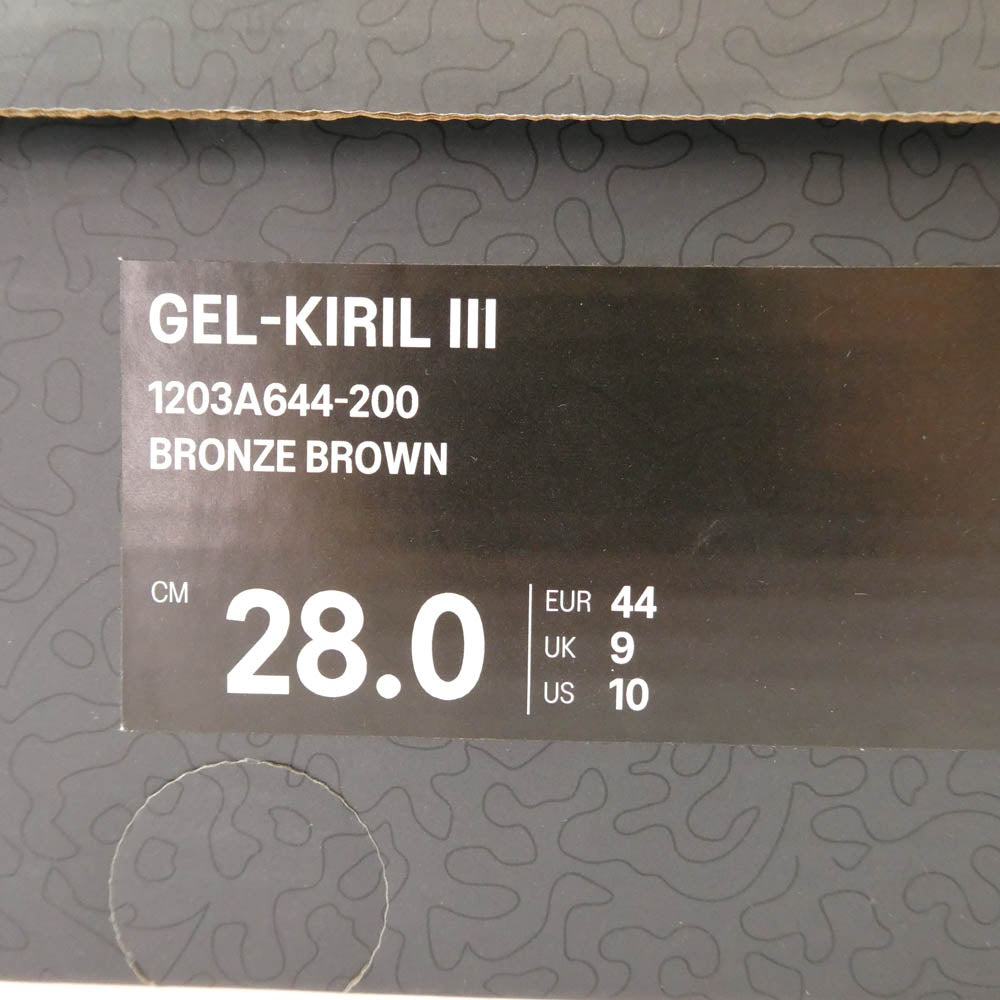 GEL-KIRIL III
1203A644-200
BRONZE BROWN
CM 28.0
EUR 44
UK 9
US 10